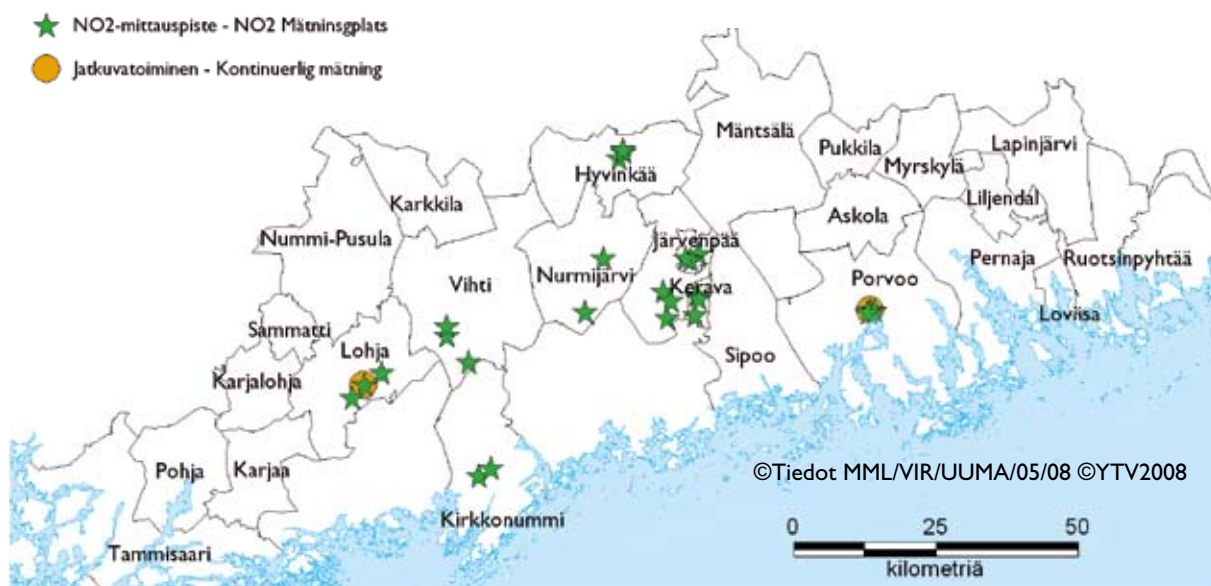 NO2-mittauspiste - NO2 Mätninsgplats
Jatkuvatoiminen - Kontinuerlig mätning
Mäntsälä
Pukkila
Lapinjärvi
Myrskylä
Hyvinkää
Karkkila
Liljendal
Askola
Nummi-Pusula
Järvenpää
Pernaja
Ruotsinpyhtää
Nurmijärvi
Vihti
Kerava
Porvoo
Loviisa
Sammatti
Lohja
Sipoo
Karjalohja
Pohja
Karjaa
©Tiedot MML/VIR/UUMA/05/08 ©YTV2008
Kirkkonummi
0 25 50
Tammisaari
kilometriä